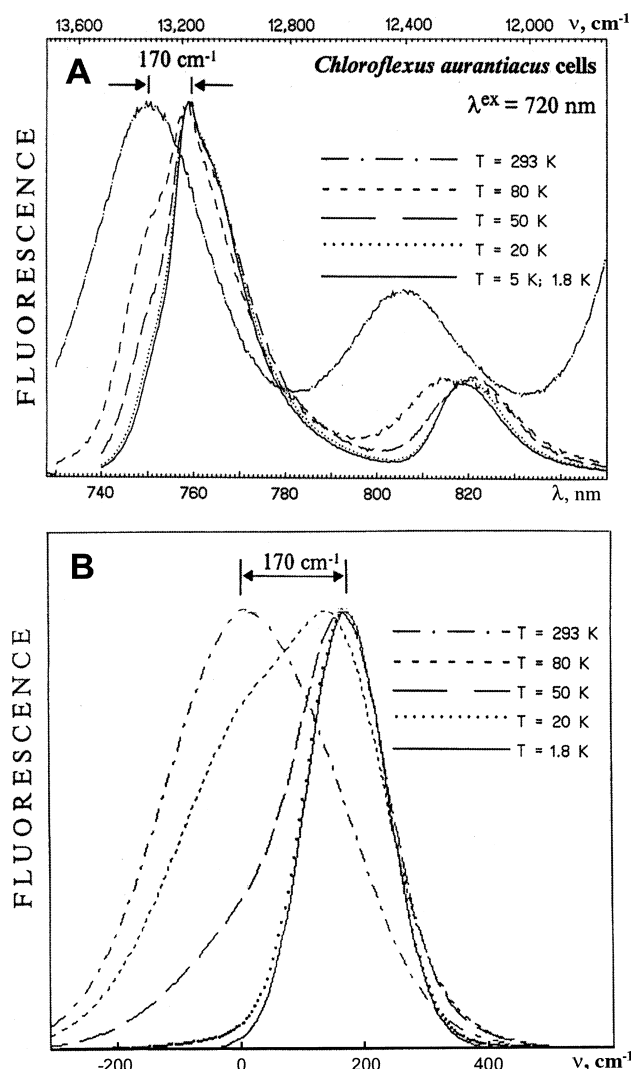 13,600 13,200 12,800 12,400 12,000 ν, cm-1
A
170 cm-1
Chloroflexus aurantiacus cells
λex = 720 nm
T = 293 K
T = 80 K
T = 50 K
T = 20 K
T = 5 K; 1.8 K
FLUORESCENCE
740 760 780 800 820 λ, nm
B
170 cm-1
T = 293 K
T = 80 K
T = 50 K
T = 20 K
T = 1.8 K
FLUORESCENCE
-200 0 200 400 ν, cm-1